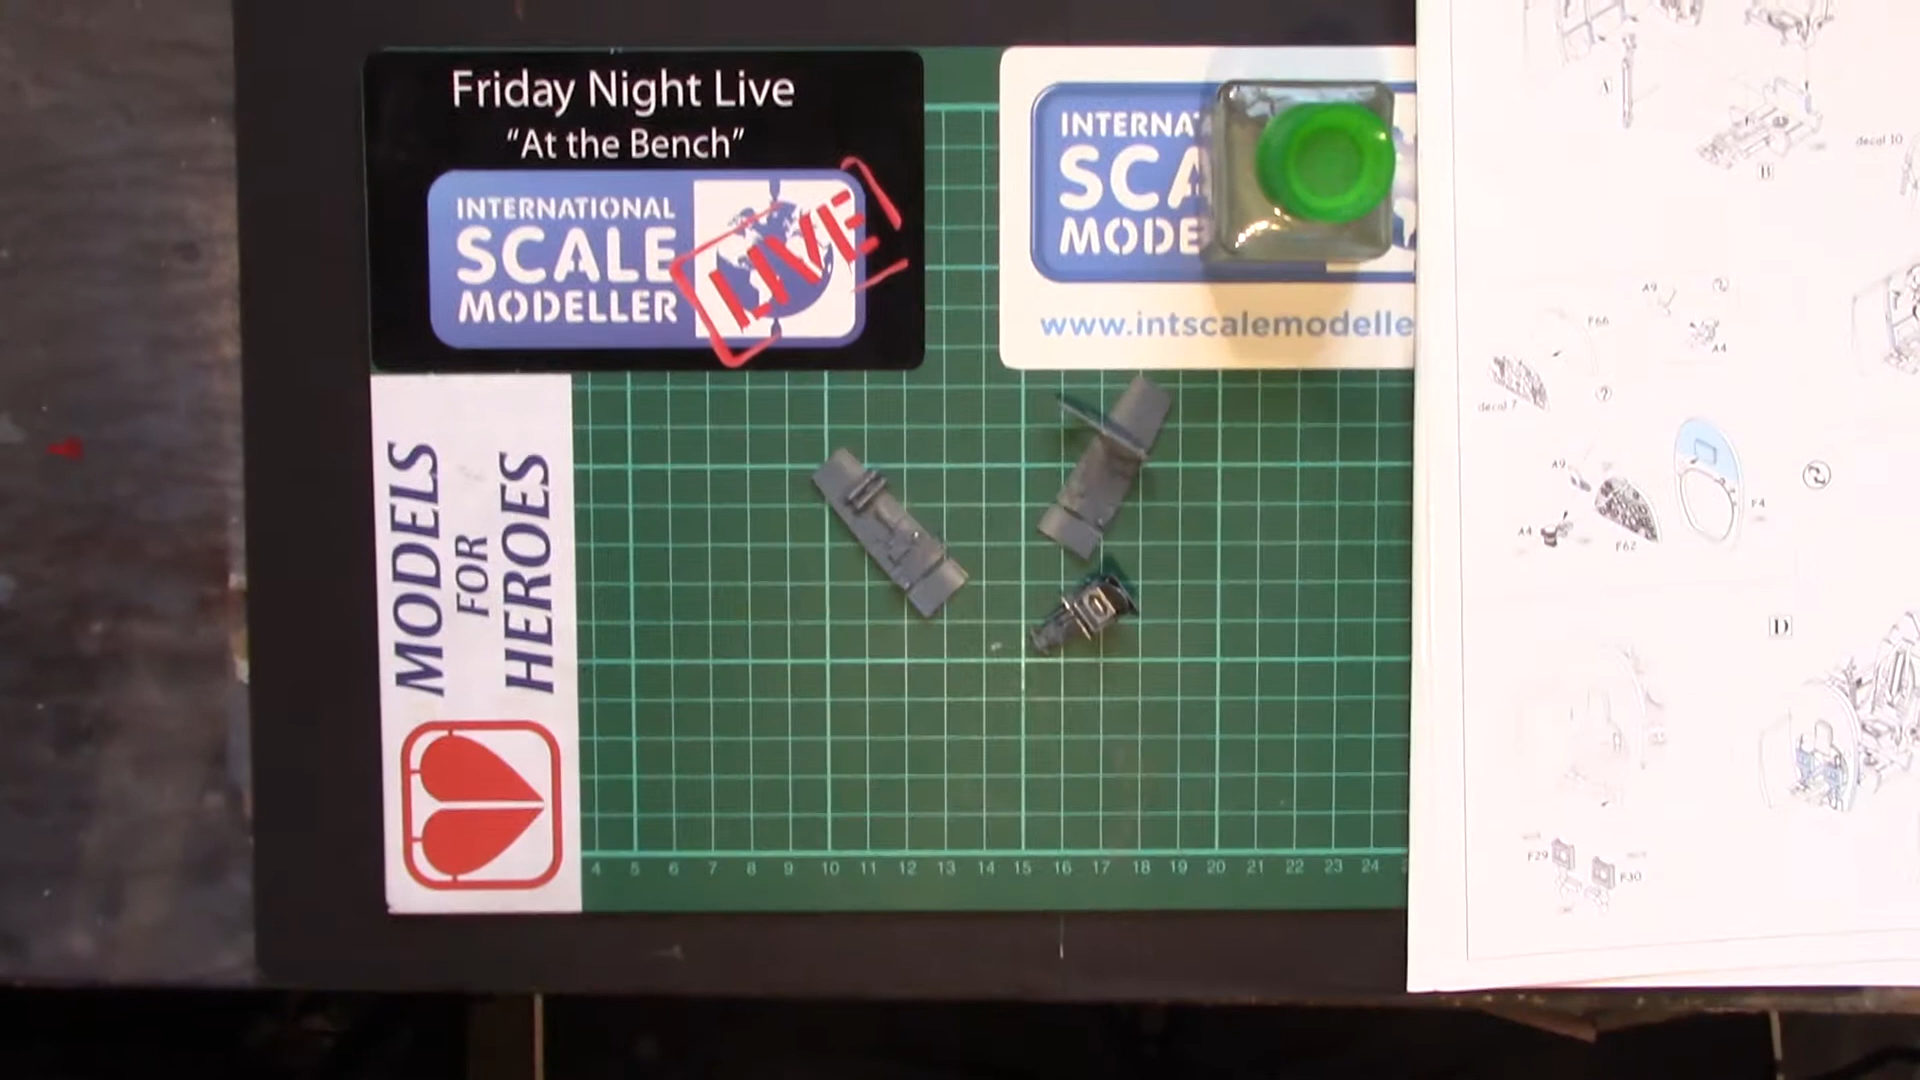 Friday Night Live
“At the Bench”
INTERNATIONAL
SCALE
MODELLER
LIVE!
INTERNA
SCA
MODE
www.intscalemodelle
MODELS
FOR
HEROES
4 5 6 7 8 9 10 11 12 13 14 15 16 17 18 19 20 21 22 23 24
A
B
decal 10
A9
F66
A4
decal 7
?
A9
F4
A4
F62
D
F29
F30